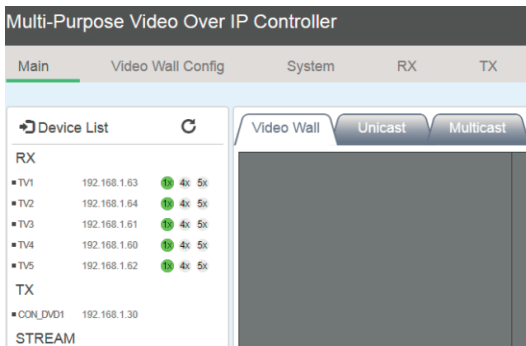 Multi-Purpose Video Over IP Controller
Main Video Wall Config System RX TX
Device List
Video Wall Unicast Multicast
RX
TV1 192.168.1.63 1x 4x 5x
TV2 192.168.1.64 1x 4x 5x
TV3 192.168.1.61 1x 4x 5x
TV4 192.168.1.60 1x 4x 5x
TV5 192.168.1.62 1x 4x 5x
TX
CON_DVD1 192.168.1.30
STREAM